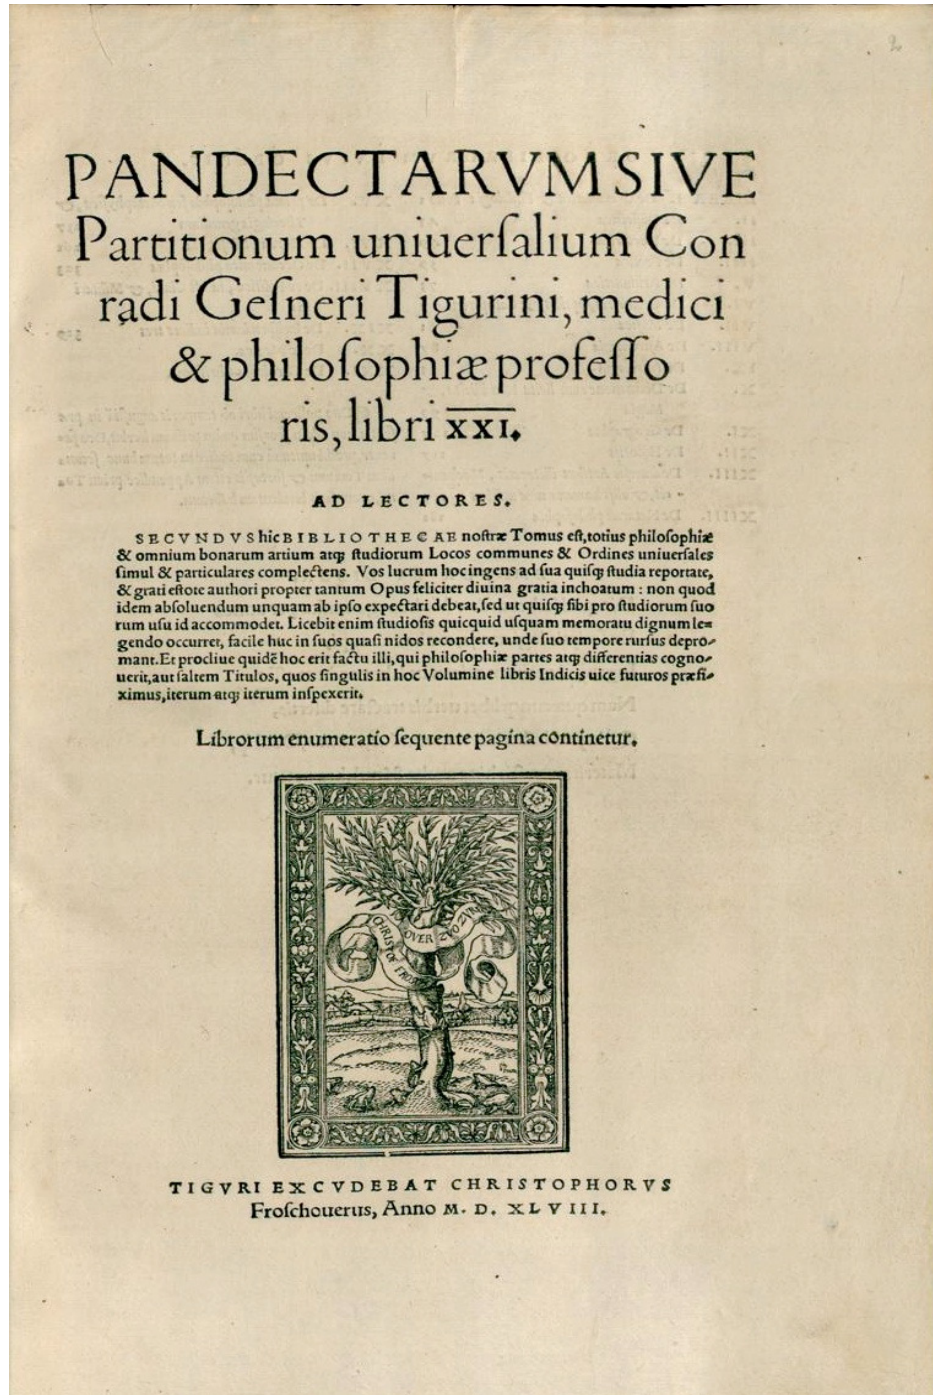 2
PANDECTARVM SIVE
Partitionum uniuerſalium Con
radi Geſneri Tigurini, medici
& philoſophiæ profeſſo
ris, libri XXI.
AD LECTORES.
SECVNDVS hic BIBLIOTHECAE noſtræ Tomus eſt, totius philoſophiæ
& omnium bonarum artium atq; ſtudiorum Locos communes & Ordines uniuerſales
ſimul & particulares complectens. Vos lucrum hoc ingens ad ſua quiſq; ſtudia reportate,
& grati eſtote authori propter tantum Opus feliciter diuina gratia inchoatum : non quod
idem abſoluendum unquam ab ipſo expectari debeat, ſed ut quiſq; ſibi pro ſtudiorum ſuo
rum uſu id accommodet. Licebit enim ſtudioſis quicquid uſquam memoratu dignum le=
gendo occurret, facile huc in ſuos quaſi nidos recondere, unde ſuo tempore rurſus depro-
mant. Et procliue quidē hoc erit factu illi, qui philoſophiæ partes atq; differentias cogno-
uerit, aut ſaltem Titulos, quos ſingulis in hoc Volumine libris Indicis uice futuros præfi-
ximus, iterum atq; iterum inſpexerit.
Librorum enumeratio ſequente pagina continetur.
CHRISTOF FROSCH
OVER ZVO ZVR
TIGVRI EXCVDEBAT CHRISTOPHORVS
Froſchouerus, Anno M. D. XLVIII.